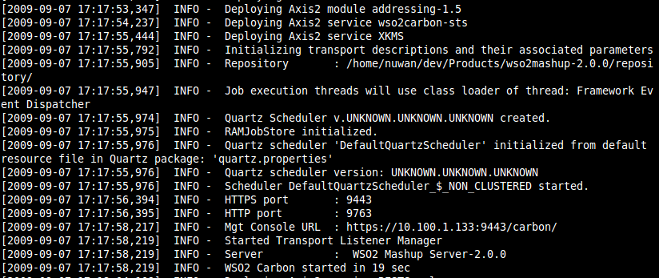 [2009-09-07 17:17:53,347]  INFO -  Deploying Axis2 module addressing-1.5
[2009-09-07 17:17:54,237]  INFO -  Deploying Axis2 service wso2carbon-sts
[2009-09-07 17:17:55,444]  INFO -  Deploying Axis2 service XKMS
[2009-09-07 17:17:55,792]  INFO -  Initializing transport descriptions and their associated parameters
[2009-09-07 17:17:55,905]  INFO -  Repository       : /home/nuwan/dev/Products/wso2mashup-2.0.0/reposi
tory/
[2009-09-07 17:17:55,947]  INFO -  Job execution threads will use class loader of thread: Framework Ev
ent Dispatcher
[2009-09-07 17:17:55,974]  INFO -  Quartz Scheduler v.UNKNOWN.UNKNOWN.UNKNOWN created.
[2009-09-07 17:17:55,975]  INFO -  RAMJobStore initialized.
[2009-09-07 17:17:55,976]  INFO -  Quartz scheduler 'DefaultQuartzScheduler' initialized from default
resource file in Quartz package: 'quartz.properties'
[2009-09-07 17:17:55,976]  INFO -  Quartz scheduler version: UNKNOWN.UNKNOWN.UNKNOWN
[2009-09-07 17:17:55,976]  INFO -  Scheduler DefaultQuartzScheduler_$_NON_CLUSTERED started.
[2009-09-07 17:17:56,394]  INFO -  HTTPS port       : 9443
[2009-09-07 17:17:56,395]  INFO -  HTTP port        : 9763
[2009-09-07 17:17:58,217]  INFO -  Mgt Console URL  : https://10.100.1.133:9443/carbon/
[2009-09-07 17:17:58,219]  INFO -  Started Transport Listener Manager
[2009-09-07 17:17:58,219]  INFO -  Server           :  WSO2 Mashup Server-2.0.0
[2009-09-07 17:17:58,219]  INFO -  WSO2 Carbon started in 19 sec